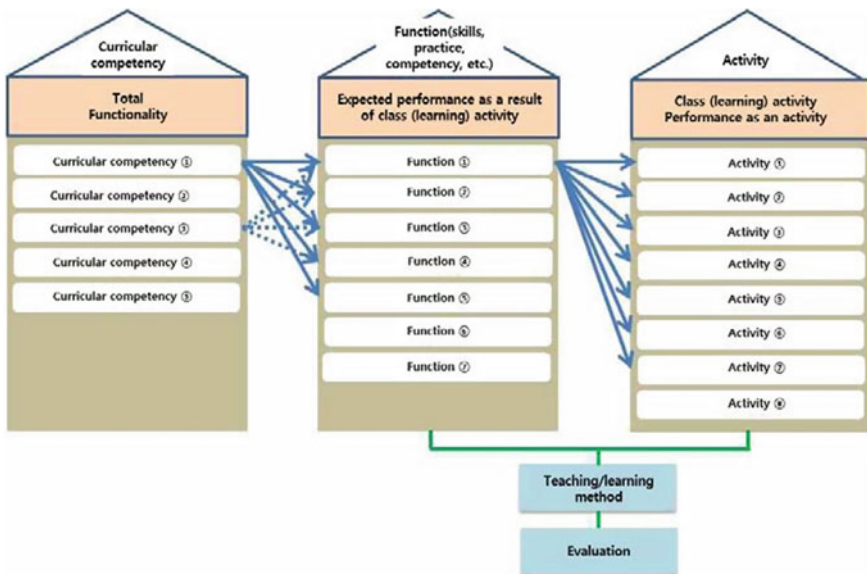 Curricular
competency
Function(skills,
practice,
competency, etc.)
Activity
Total
Functionality
Expected performance as a result
of class (learning) activity
Class (learning) activity
Performance as an activity
Curricular competency ①
Curricular competency ②
Curricular competency ③
Curricular competency ④
Curricular competency ⑤
Function ①
Function ②
Function ③
Function ④
Function ⑤
Function ⑥
Function ⑦
Activity ①
Activity ②
Activity ③
Activity ④
Activity ⑤
Activity ⑥
Activity ⑦
Activity ⑧
Teaching/learning
method
Evaluation